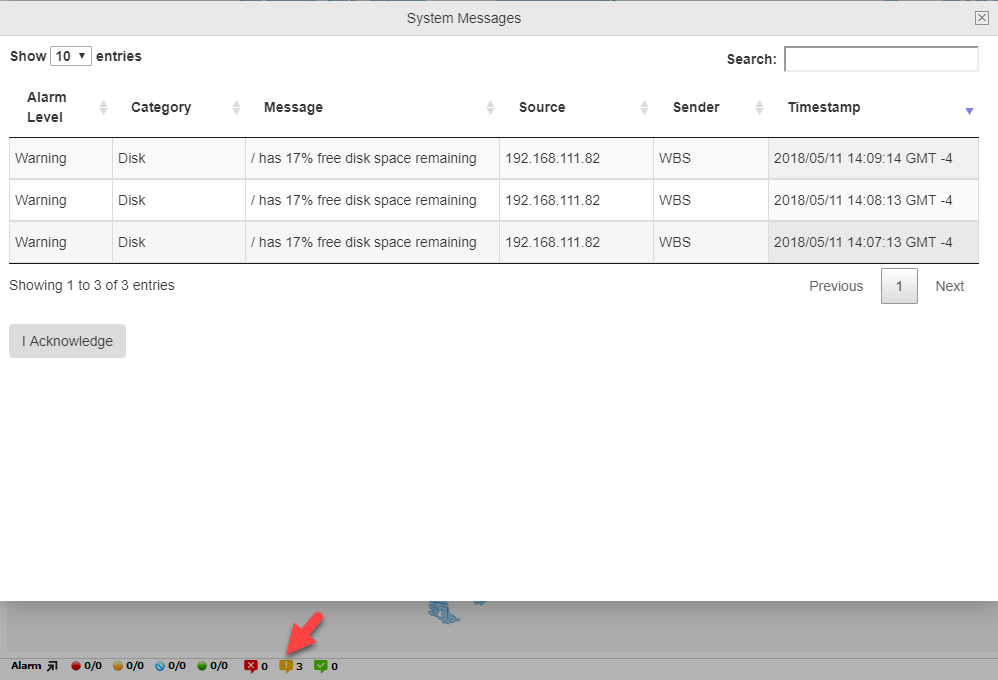 System Messages
Show 10 entries
Search:
Alarm Level
Category
Message
Source
Sender
Timestamp
Warning Disk / has 17% free disk space remaining 192.168.111.82 WBS 2018/05/11 14:09:14 GMT -4
Warning Disk / has 17% free disk space remaining 192.168.111.82 WBS 2018/05/11 14:08:13 GMT -4
Warning Disk / has 17% free disk space remaining 192.168.111.82 WBS 2018/05/11 14:07:13 GMT -4
Showing 1 to 3 of 3 entries
Previous 1 Next
I Acknowledge
Alarm 0/0 0/0 0/0 0/0 0 3 0